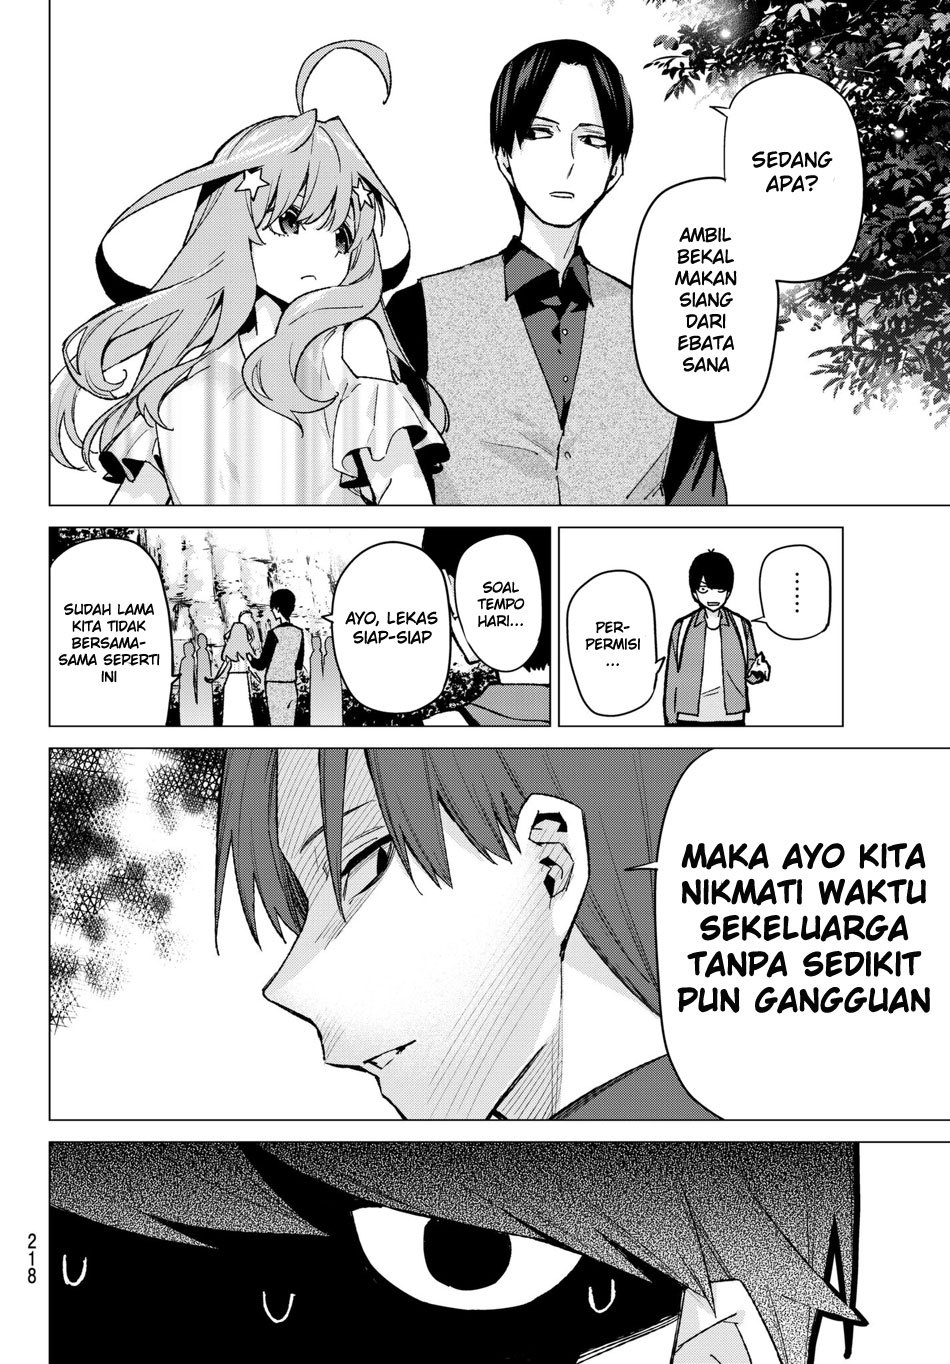 SEDANG
APA?
AMBIL
BEKAL
MAKAN
SIANG
DARI
EBATA
SANA
......
PER-
PERMISI
...
SOAL
TEMPO
HARI...
AYO, LEKAS
SIAP-SIAP
SUDAH LAMA
KITA TIDAK
BERSAMA-
SAMA SEPERTI
INI
MAKA AYO KITA
NIKMATI WAKTU
SEKELUARGA
TANPA SEDIKIT
PUN GANGGUAN
218